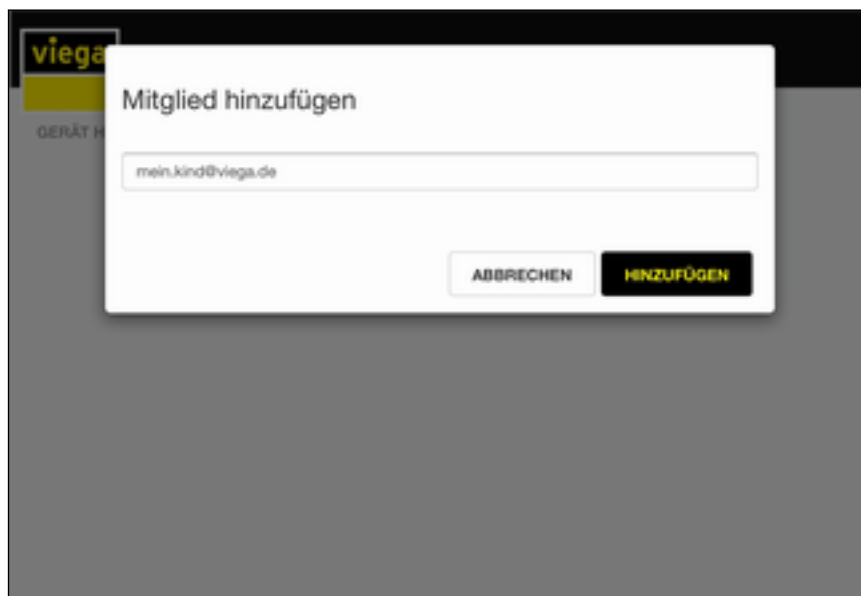 viega
Mitglied hinzufügen
GERÄT H
mein.kind@viega.de
ABBRECHEN
HINZUFÜGEN